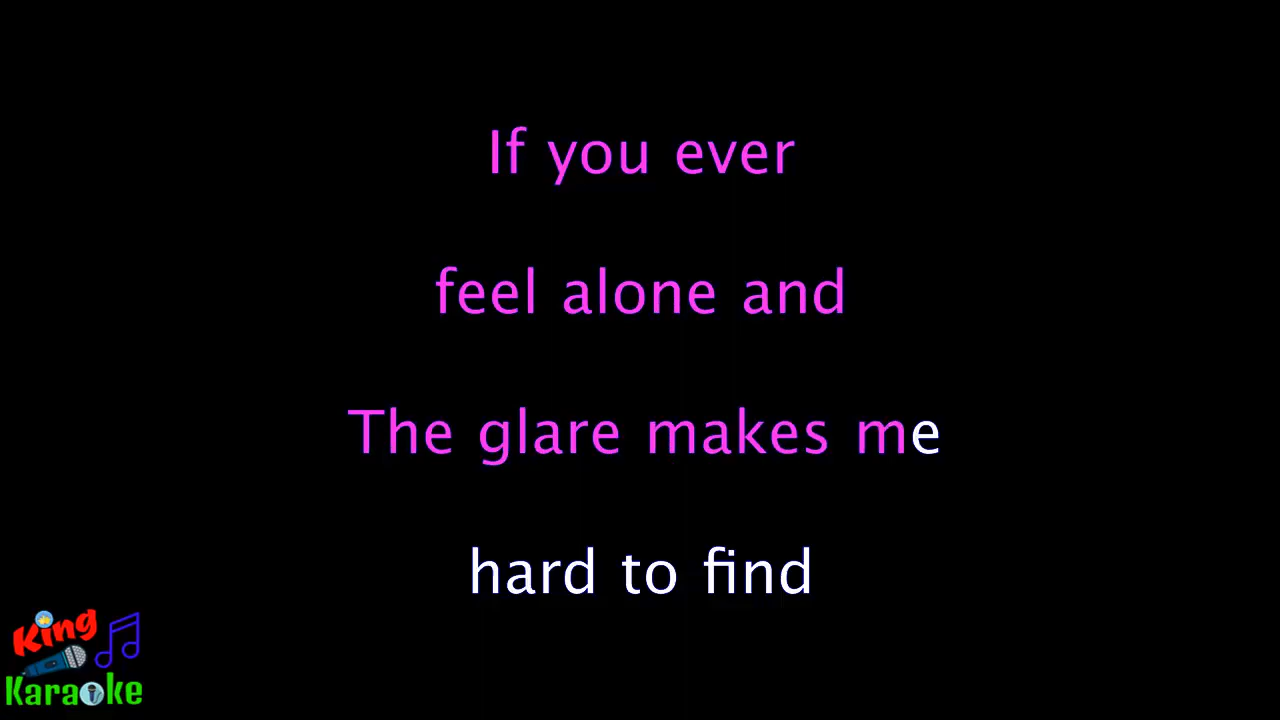 If you ever
feel alone and
The glare makes me
hard to find
King
Karaoke